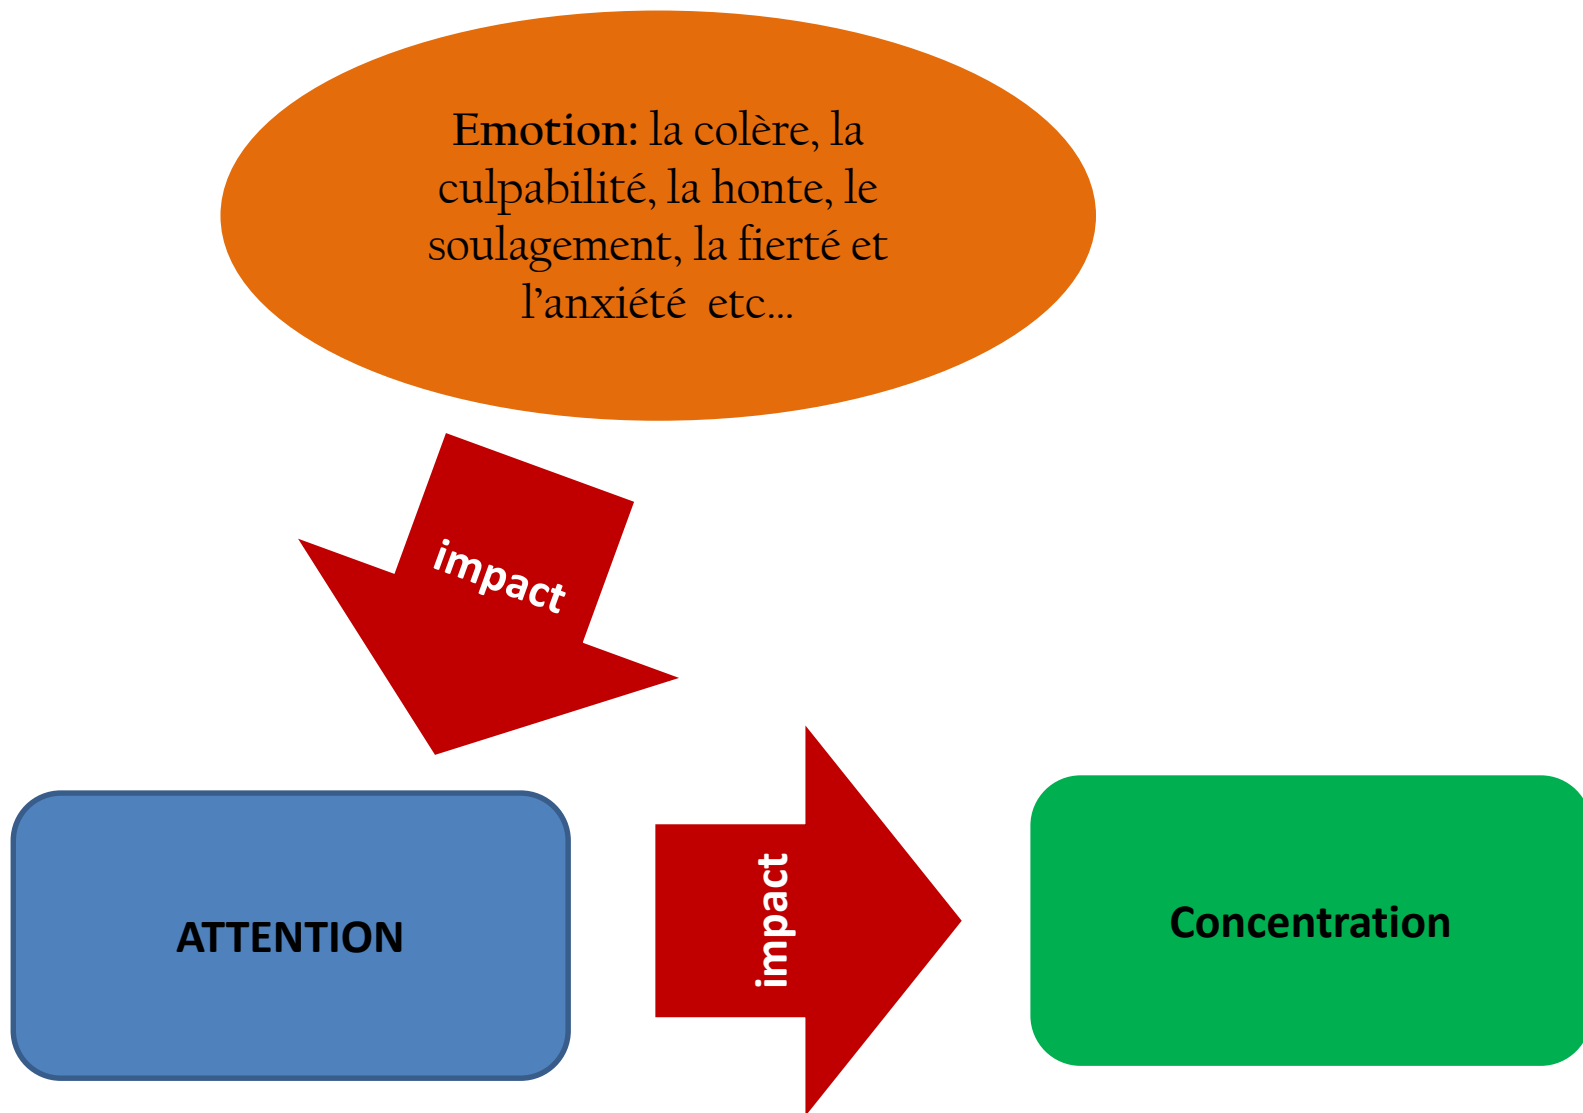 Emotion: la colère, la
culpabilité, la honte, le
soulagement, la fierté et
l’anxiété  etc...
impact
ATTENTION
impact
Concentration